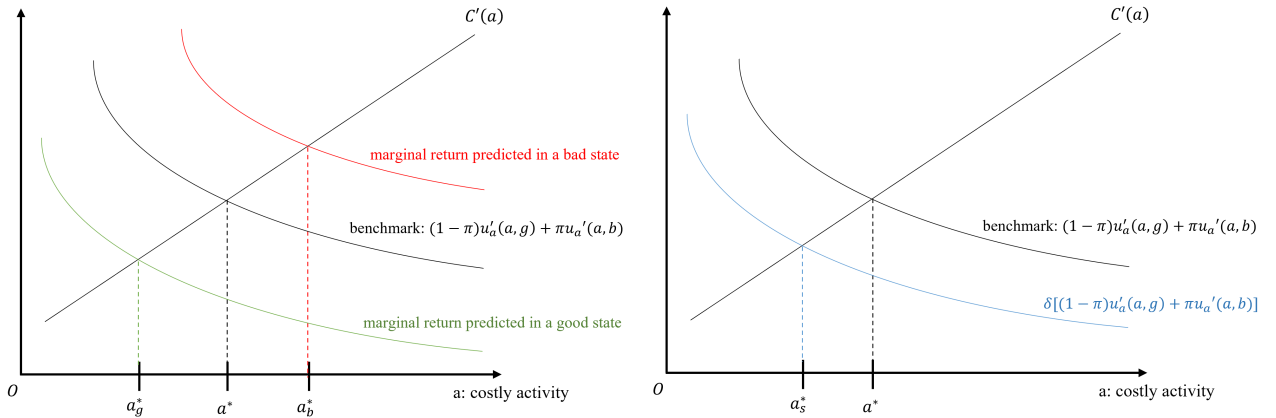 C′(a)
marginal return predicted in a bad state
benchmark: (1 − π)u′ₐ(a, g) + πuₐ′(a, b)
marginal return predicted in a good state
O
a*g
a*
a*b
a: costly activity
C′(a)
benchmark: (1 − π)u′ₐ(a, g) + πuₐ′(a, b)
δ[(1 − π)u′ₐ(a, g) + πuₐ′(a, b)]
O
a*s
a*
a: costly activity